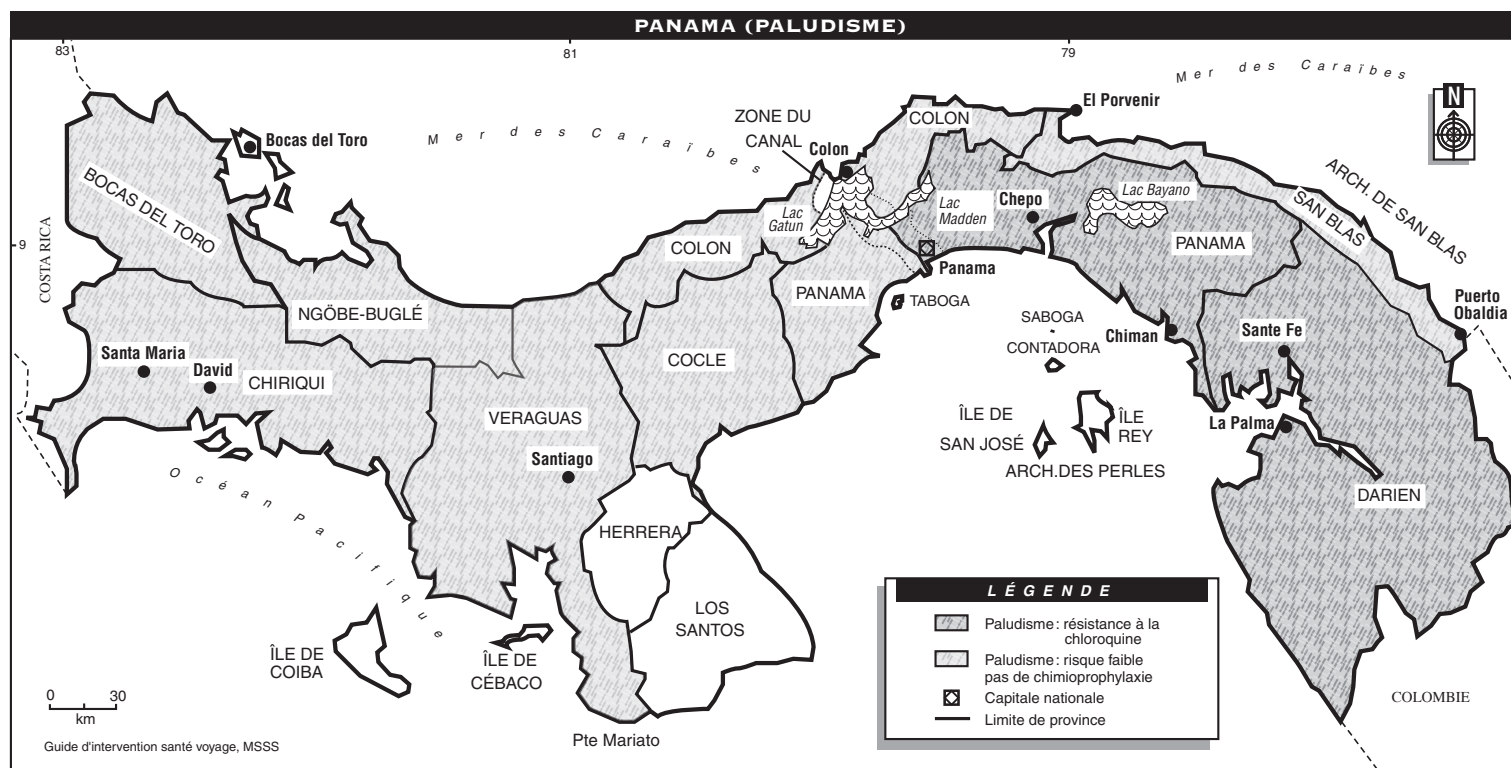 PANAMA (PALUDISME)
83
81
79
Mer des Caraïbes
El Porvenir
N
COLON
ZONE DU
CANAL
Bocas del Toro
Mer des Caraïbes
Colon
ARCH. DE SAN BLAS
BOCAS DEL TORO
Lac
Gatun
Lac
Madden
Chepo
Lac Bayano
SAN BLAS
COSTA RICA
9
COLON
PANAMA
Panama
PANAMA
TABOGA
Puerto
Obaldia
NGÖBE-BUGLÉ
SABOGA
CONTADORA
Chiman
Sante Fe
Santa Maria
David
CHIRIQUI
COCLE
VERAGUAS
ÎLE DE
SAN JOSÉ
ÎLE
REY
La Palma
Santiago
ARCH.DES PERLES
Océan Pacifique
DARIEN
HERRERA
LOS
SANTOS
ÎLE DE
COIBA
ÎLE DE
CÉBACO
LÉGENDE
Paludisme : résistance à la
chloroquine
Paludisme : risque faible
pas de chimioprophylaxie
Capitale nationale
Limite de province
COLOMBIE
0 30
km
Pte Mariato
Guide d'intervention santé voyage, MSSS